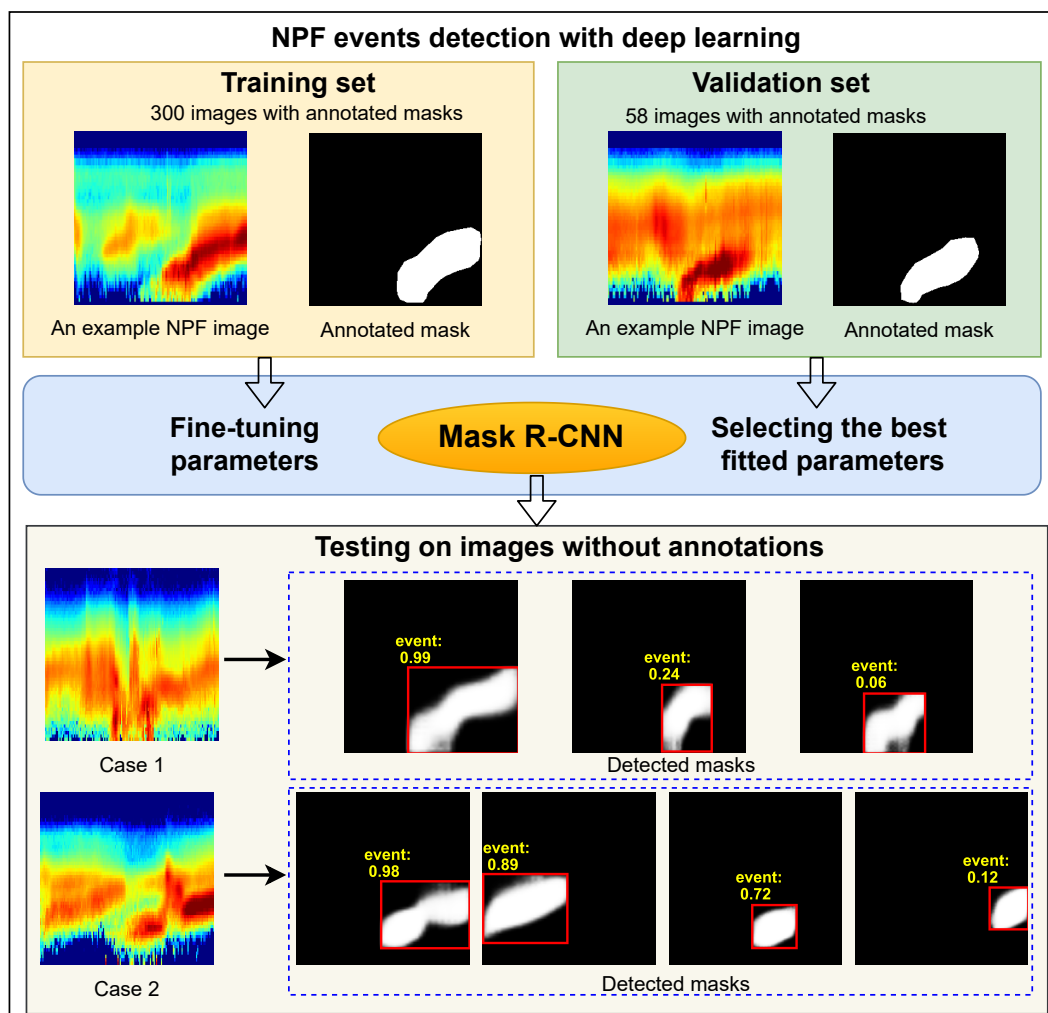 NPF events detection with deep learning
Training set
300 images with annotated masks
An example NPF image
Annotated mask
Validation set
58 images with annotated masks
An example NPF image
Annotated mask
Fine-tuning
parameters
Mask R-CNN
Selecting the best
fitted parameters
Testing on images without annotations
Case 1
event:
0.99
event:
0.24
event:
0.06
Detected masks
Case 2
event:
0.98
event:
0.89
event:
0.72
event:
0.12
Detected masks